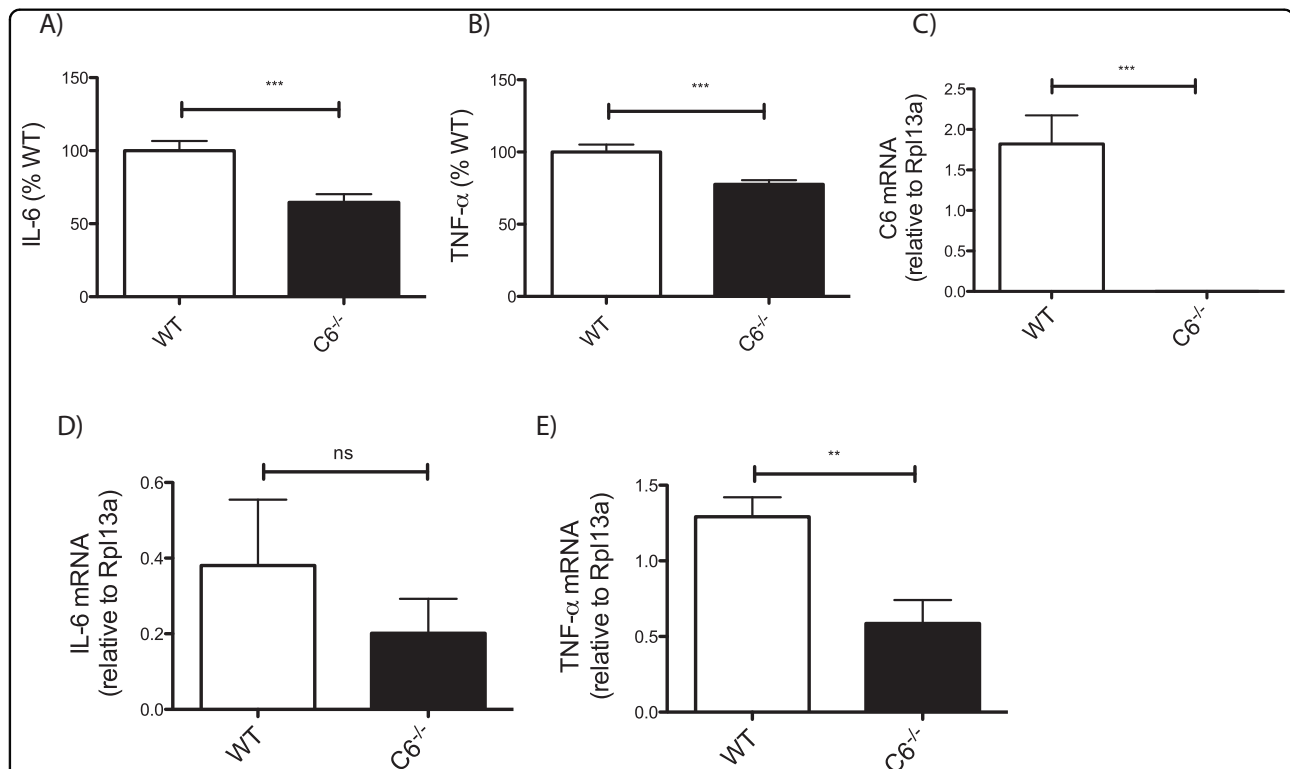 A)
IL-6 (% WT)
150
100
50
0
***
WT
C6-/-
B)
TNF-α (% WT)
150
100
50
0
***
WT
C6-/-
C)
C6 mRNA
(relative to Rpl13a)
2.5
2.0
1.5
1.0
0.5
0.0
***
WT
C6-/-
D)
IL-6 mRNA
(relative to Rpl13a)
0.6
0.4
0.2
0.0
ns
WT
C6-/-
E)
TNF-α mRNA
(relative to Rpl13a)
1.5
1.0
0.5
0.0
**
WT
C6-/-